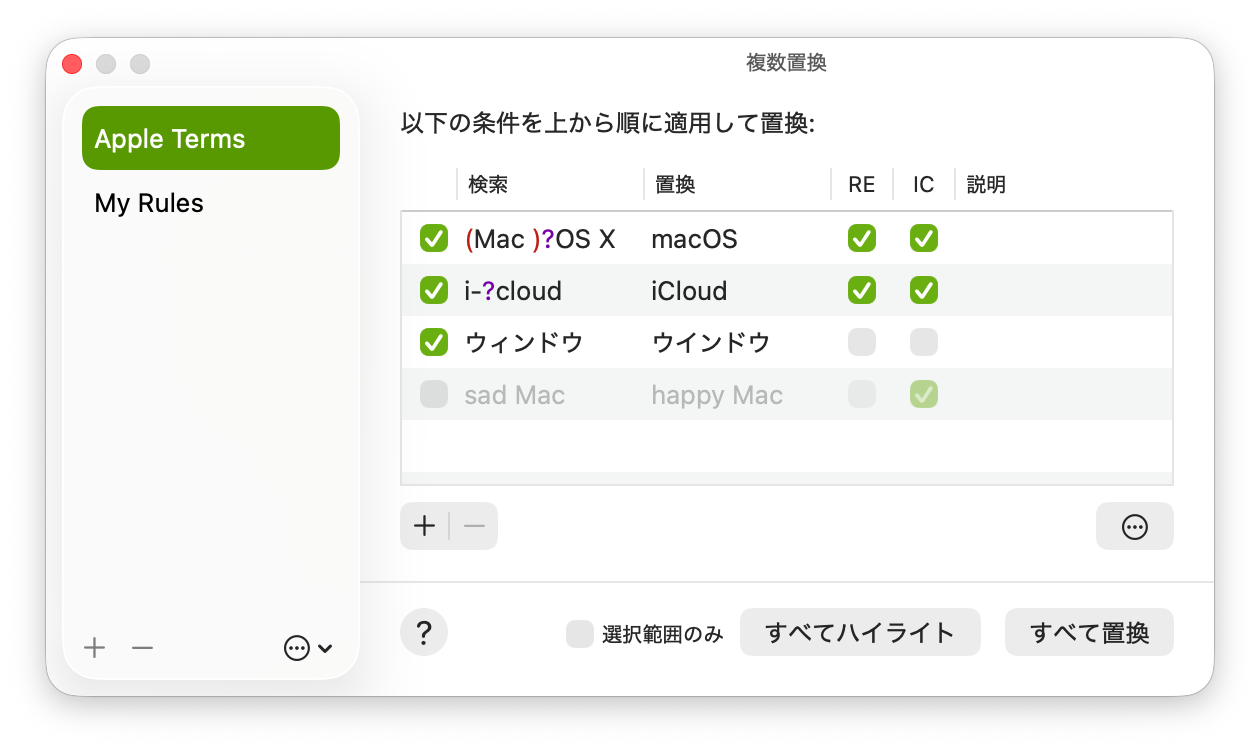 複数置換
Apple Terms
My Rules
以下の条件を上から順に適用して置換:
検索 置換 RE IC 説明
(Mac )?OS X macOS
i-?cloud iCloud
ウィンドウ ウインドウ
sad Mac happy Mac
? 選択範囲のみ すべてハイライト すべて置換